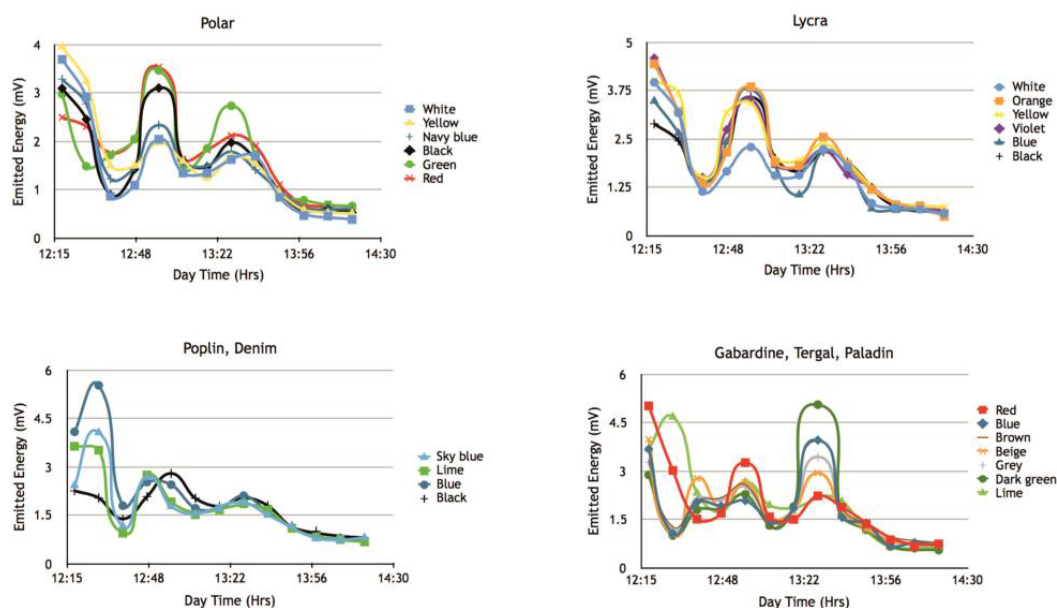 Polar
Emitted Energy (mV)
4
3
2
1
0
12:15 12:48 13:22 13:56 14:30
Day Time (Hrs)
White
Yellow
Navy blue
Black
Green
Red
Lycra
Emitted Energy (mV)
5
3.75
2.5
1.25
0
12:15 12:48 13:22 13:56 14:30
Day Time (Hrs)
White
Orange
Yellow
Violet
Blue
Black
Poplin, Denim
Emitted Energy (mV)
6
4.5
3
1.5
0
12:15 12:48 13:22 13:56 14:30
Day Time (Hrs)
Sky blue
Lime
Blue
Black
Gabardine, Tergal, Paladin
Emitted Energy (mV)
6
4.5
3
1.5
0
12:15 12:48 13:22 13:56 14:30
Day Time (Hrs)
Red
Blue
Brown
Beige
Grey
Dark green
Lime